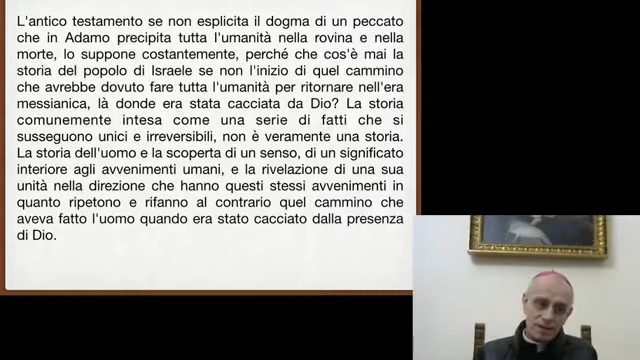 L'antico testamento se non esplicita il dogma di un peccato
che in Adamo precipita tutta l'umanità nella rovina e nella
morte, lo suppone costantemente, perché che cos'è mai la
storia del popolo di Israele se non l'inizio di quel cammino
che avrebbe dovuto fare tutta l'umanità per ritornare nell'era
messianica, là donde era stata cacciata da Dio? La storia
comunemente intesa come una serie di fatti che si
susseguono unici e irreversibili, non è veramente una storia.
La storia dell'uomo e la scoperta di un senso, di un significato
interiore agli avvenimenti umani, e la rivelazione di una sua
unità nella direzione che hanno questi stessi avvenimenti in
quanto ripetono e rifanno al contrario quel cammino che
aveva fatto l'uomo quando era stato cacciato dalla presenza
di Dio.